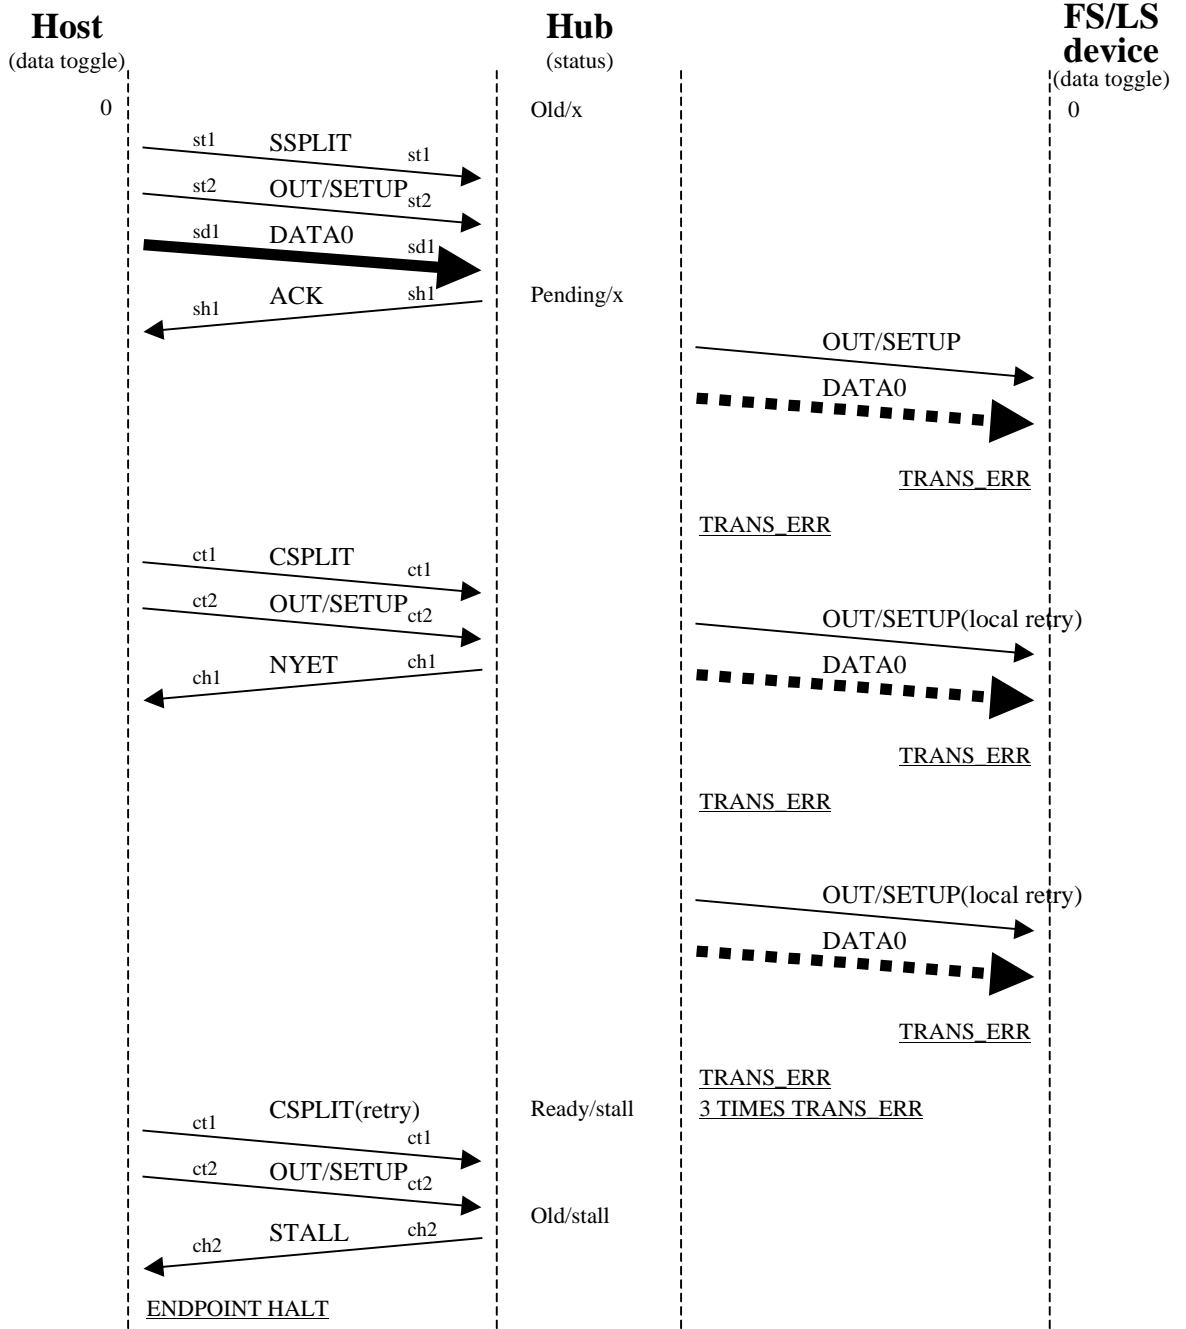 Host
(data toggle)
Hub
(status)
FS/LS
device
(data toggle)
0
Old/x
0
st1 SSPLIT st1
st2 OUT/SETUP st2
sd1 DATA0 sd1
sh1 ACK sh1
Pending/x
OUT/SETUP
DATA0
TRANS_ERR
TRANS_ERR
ct1 CSPLIT ct1
ct2 OUT/SETUP ct2
OUT/SETUP(local retry)
ch1 NYET ch1
DATA0
TRANS_ERR
TRANS_ERR
OUT/SETUP(local retry)
DATA0
TRANS_ERR
TRANS_ERR
ct1 CSPLIT(retry) ct1
Ready/stall
3 TIMES TRANS_ERR
ct2 OUT/SETUP ct2
Old/stall
ch2 STALL ch2
ENDPOINT HALT